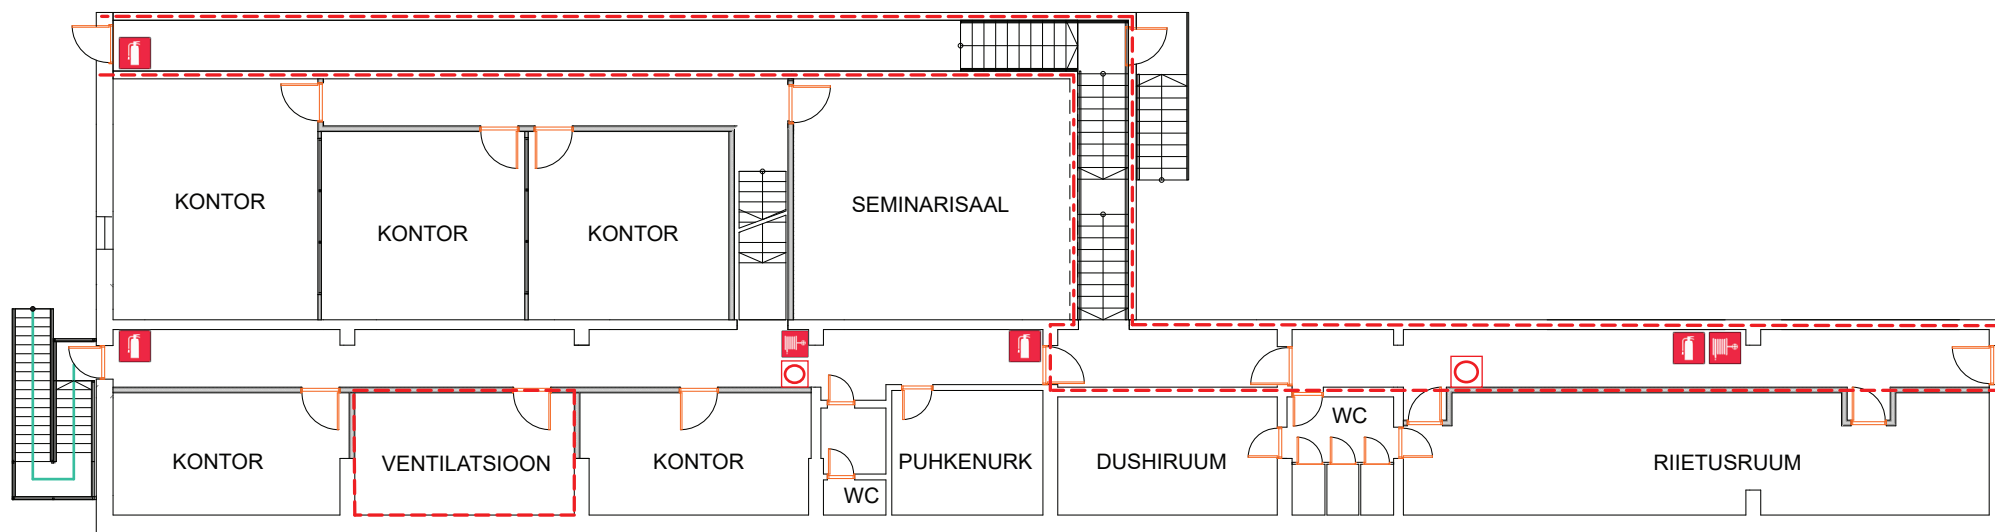 KONTOR
KONTOR
KONTOR
SEMINARISAAL
KONTOR
VENTILATSIOON
KONTOR
WC
PUHKENURK
DUSHIRUUM
WC
RIIETUSRUUM